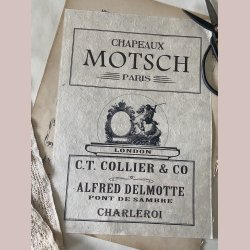 CHAPEAUX
MOTSCH
PARIS
LONDON
C.T. COLLIER & CO
ALFRED DELMOTTE
PONT DE SAMBRE
CHARLEROI